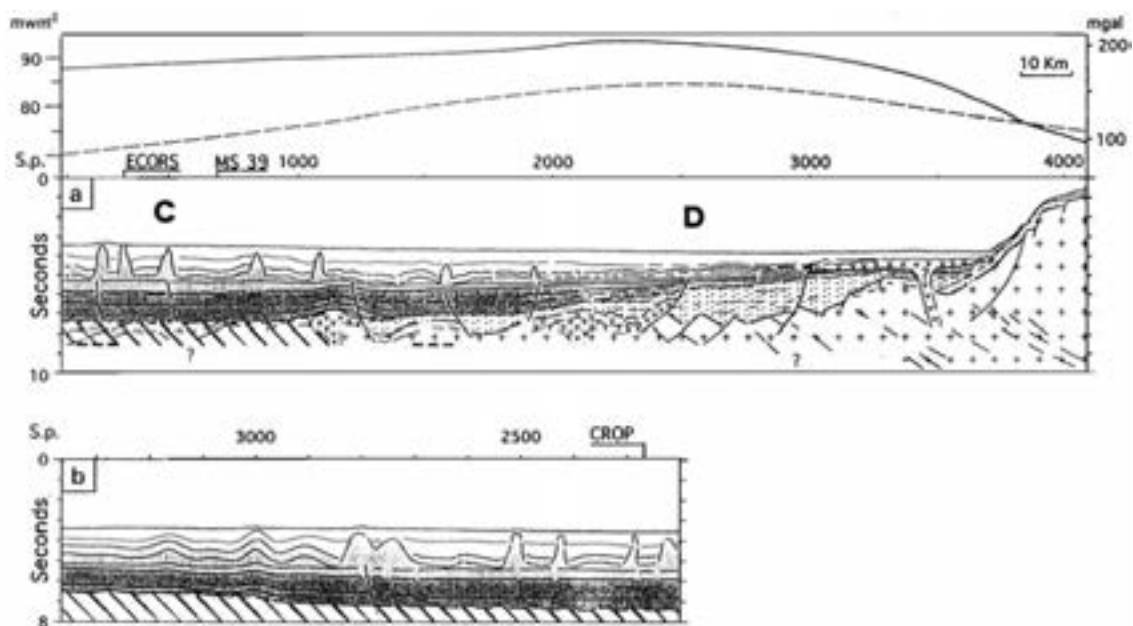 mwm² mgal
90 200
10 Km
80
100
S.p. ECORS MS 39 1000 2000 3000 4000
0
a
C D
Seconds
? ?
10
S.p. 3000 2500 CROP
0
b
Seconds
8